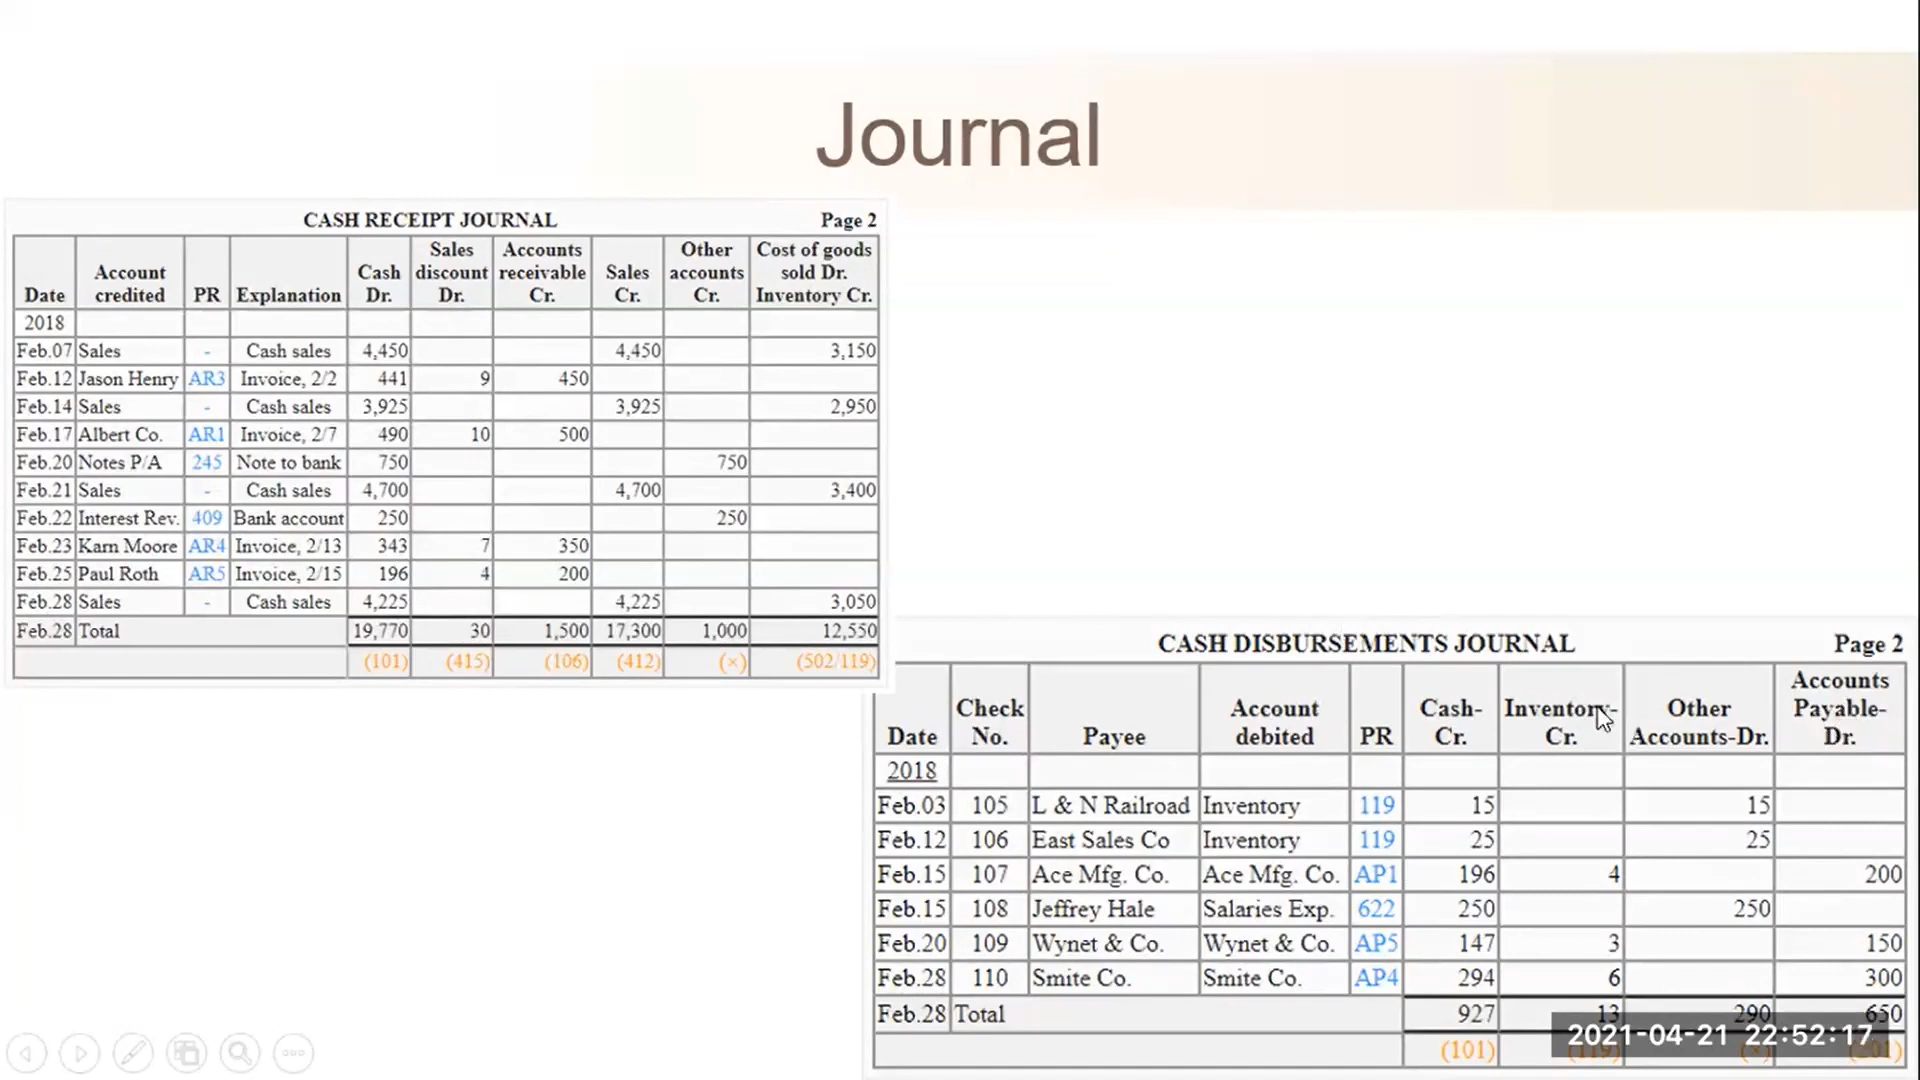 Journal
CASH RECEIPT JOURNAL Page 2
Date Account credited PR Explanation Cash Dr. Sales discount Dr. Accounts receivable Cr. Sales Cr. Other accounts Cr. Cost of goods sold Dr. Inventory Cr.
2018
Feb.07 Sales - Cash sales 4,450 4,450 3,150
Feb.12 Jason Henry AR3 Invoice, 2/2 441 9 450
Feb.14 Sales - Cash sales 3,925 3,925 2,950
Feb.17 Albert Co. AR1 Invoice, 2/7 490 10 500
Feb.20 Notes P/A 245 Note to bank 750 750
Feb.21 Sales - Cash sales 4,700 4,700 3,400
Feb.22 Interest Rev. 409 Bank account 250 250
Feb.23 Karn Moore AR4 Invoice, 2/13 343 7 350
Feb.25 Paul Roth AR5 Invoice, 2/15 196 4 200
Feb.28 Sales - Cash sales 4,225 4,225 3,050
Feb.28 Total 19,770 30 1,500 17,300 1,000 12,550
(101) (415) (106) (412) (×) (502/119)
CASH DISBURSEMENTS JOURNAL Page 2
Date Check No. Payee Account debited PR Cash-Cr. Inventory-Cr. Other Accounts-Dr. Accounts Payable-Dr.
2018
Feb.03 105 L & N Railroad Inventory 119 15 15
Feb.12 106 East Sales Co Inventory 119 25 25
Feb.15 107 Ace Mfg. Co. Ace Mfg. Co. AP1 196 4 200
Feb.15 108 Jeffrey Hale Salaries Exp. 622 250 250
Feb.20 109 Wynet & Co. Wynet & Co. AP5 147 3 150
Feb.28 110 Smite Co. Smite Co. AP4 294 6 300
Feb.28 Total 927 13 290 650
(101) (119) (×) (201)
2021-04-21 22:52:17